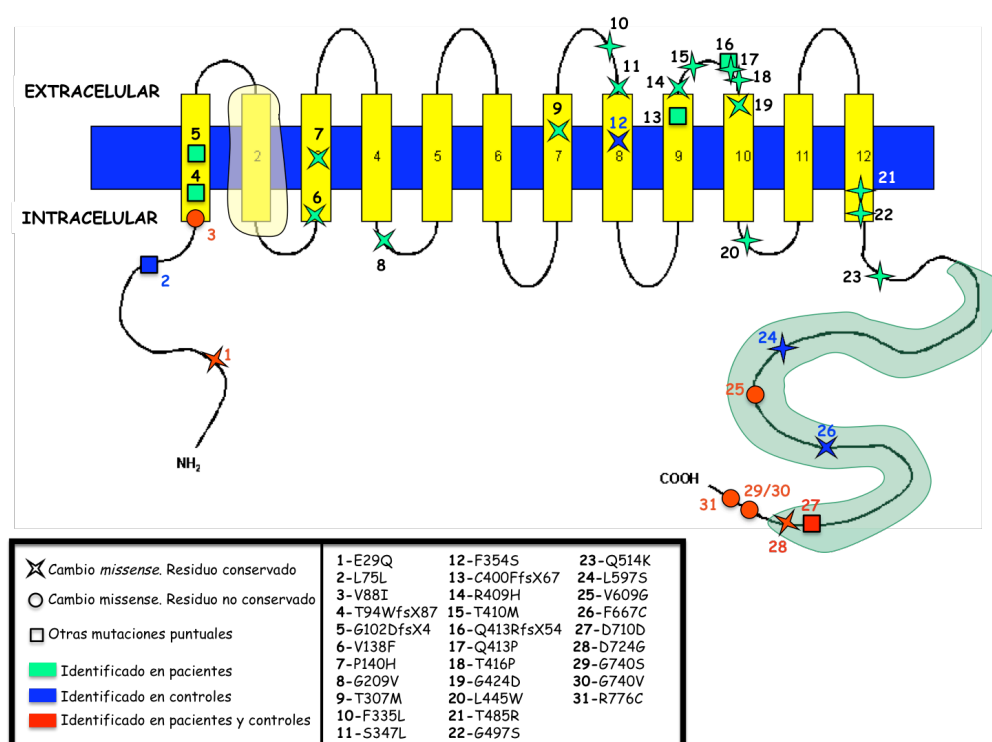 10
16
15
17
EXTRACELULAR
11
14
18
9
12
13
19
5
7
2
4
5
6
7
8
9
10
11
12
4
21
6
22
INTRACELULAR
3
8
20
2
23
24
1
25
26
NH₂
COOH
29/30
31
27
28
Cambio missense. Residuo conservado
Cambio missense. Residuo no conservado
Otras mutaciones puntuales
Identificado en pacientes
Identificado en controles
Identificado en pacientes y controles
1-E29Q
2-L75L
3-V88I
4-T94WfsX87
5-G102DfsX4
6-V138F
7-P140H
8-G209V
9-T307M
10-F335L
11-S347L
12-F354S
13-C400FfsX67
14-R409H
15-T410M
16-Q413RfsX54
17-Q413P
18-T416P
19-G424D
20-L445W
21-T485R
22-G497S
23-Q514K
24-L597S
25-V609G
26-F667C
27-D710D
28-D724G
29-G740S
30-G740V
31-R776C